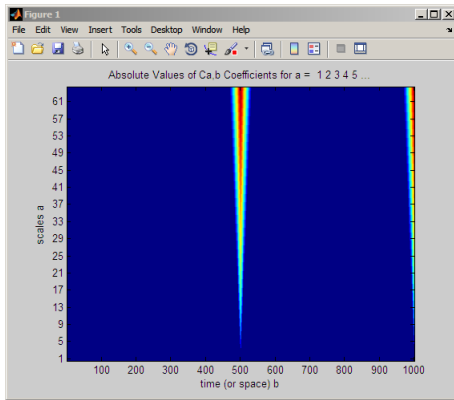 Figure 1
File Edit View Insert Tools Desktop Window Help
Absolute Values of Ca,b Coefficients for a = 1 2 3 4 5 ...
61
57
53
49
45
41
37
33
29
25
21
17
13
9
5
1
scales a
100 200 300 400 500 600 700 800 900 1000
time (or space) b